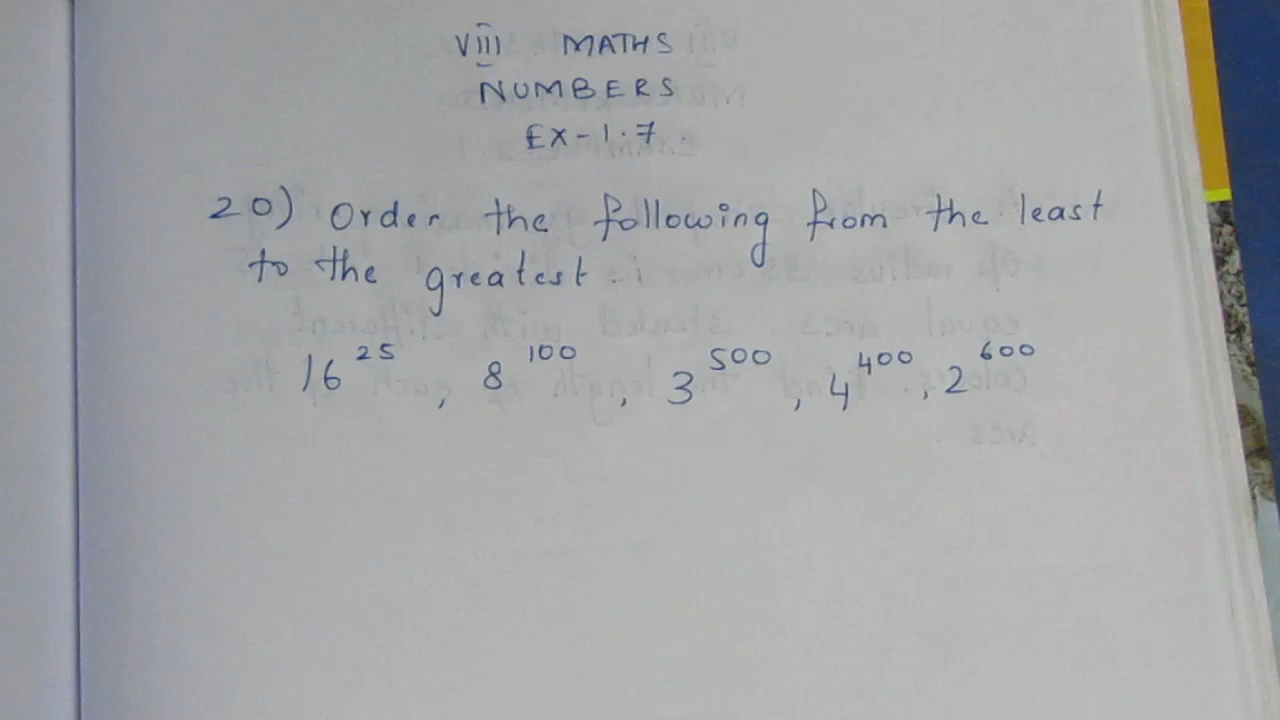 VIII MATHS
NUMBERS
EX-1.7.
20) Order the following from the least
to the greatest.
16^25, 8^100, 3^500, 4^400, 2^600